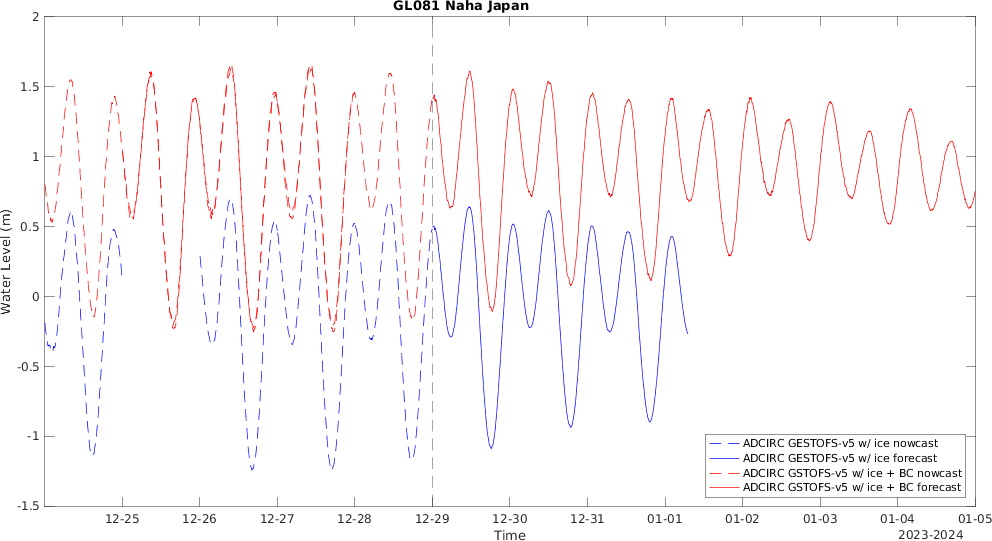 GL081 Naha Japan
2
1.5
1
0.5
0
-0.5
-1
-1.5
Water Level (m)
ADCIRC GESTOFS-v5 w/ ice nowcast
ADCIRC GESTOFS-v5 w/ ice forecast
ADCIRC GSTOFS-v5 w/ ice + BC nowcast
ADCIRC GSTOFS-v5 w/ ice + BC forecast
12-25 12-26 12-27 12-28 12-29 12-30 12-31 01-01 01-02 01-03 01-04 01-05
Time
2023-2024